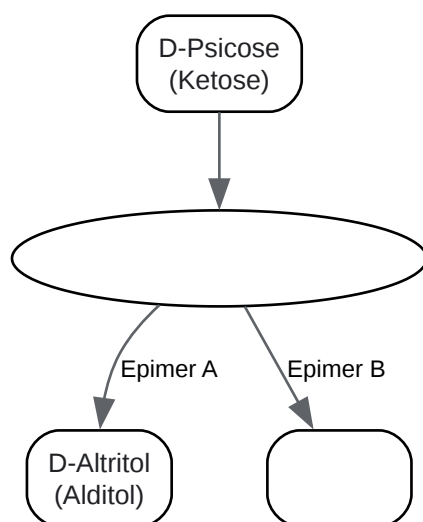 D-Psicose
(Ketose)
Epimer A
Epimer B
D-Altritol
(Alditol)